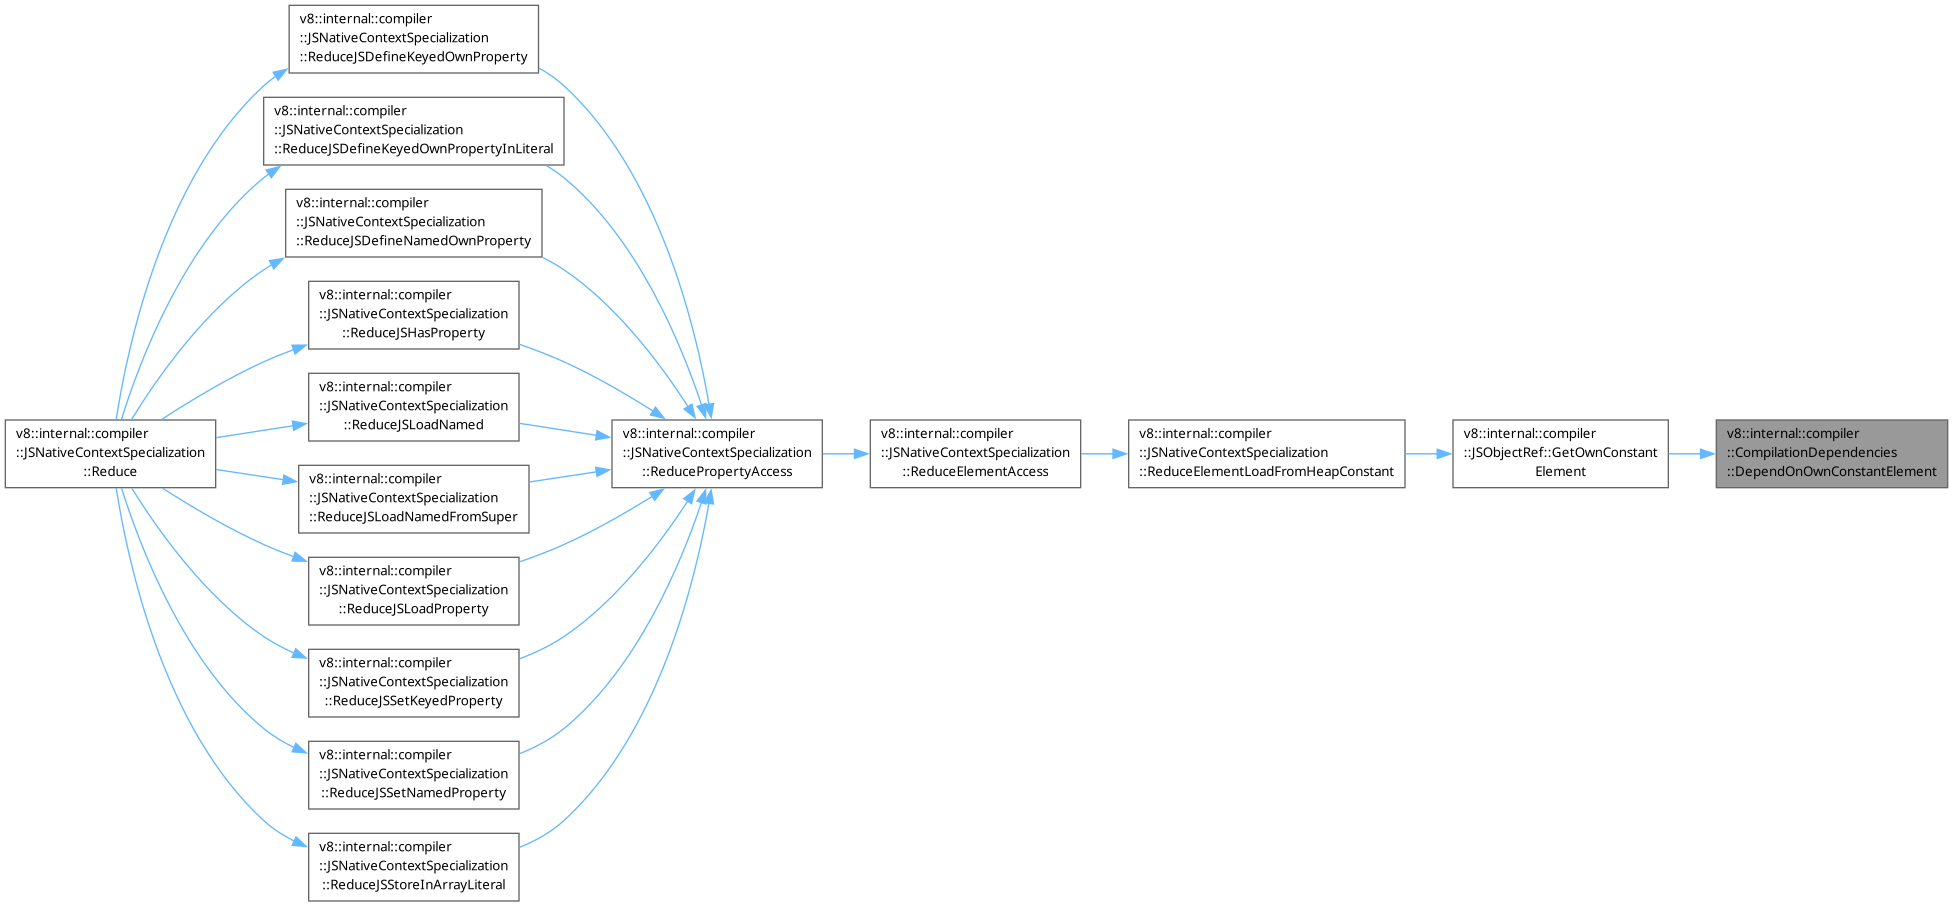 v8::internal::compiler
::JSNativeContextSpecialization
::ReduceJSDefineKeyedOwnProperty
v8::internal::compiler
::JSNativeContextSpecialization
::ReduceJSDefineKeyedOwnPropertyInLiteral
v8::internal::compiler
::JSNativeContextSpecialization
::ReduceJSDefineNamedOwnProperty
v8::internal::compiler
::JSNativeContextSpecialization
::ReduceJSHasProperty
v8::internal::compiler
::JSNativeContextSpecialization
::ReduceJSLoadNamed
v8::internal::compiler
::JSNativeContextSpecialization
::Reduce
v8::internal::compiler
::JSNativeContextSpecialization
::ReducePropertyAccess
v8::internal::compiler
::JSNativeContextSpecialization
::ReduceElementAccess
v8::internal::compiler
::JSNativeContextSpecialization
::ReduceElementLoadFromHeapConstant
v8::internal::compiler
::JSObjectRef::GetOwnConstant
Element
v8::internal::compiler
::CompilationDependencies
::DependOnOwnConstantElement
v8::internal::compiler
::JSNativeContextSpecialization
::ReduceJSLoadNamedFromSuper
v8::internal::compiler
::JSNativeContextSpecialization
::ReduceJSLoadProperty
v8::internal::compiler
::JSNativeContextSpecialization
::ReduceJSSetKeyedProperty
v8::internal::compiler
::JSNativeContextSpecialization
::ReduceJSSetNamedProperty
v8::internal::compiler
::JSNativeContextSpecialization
::ReduceJSStoreInArrayLiteral